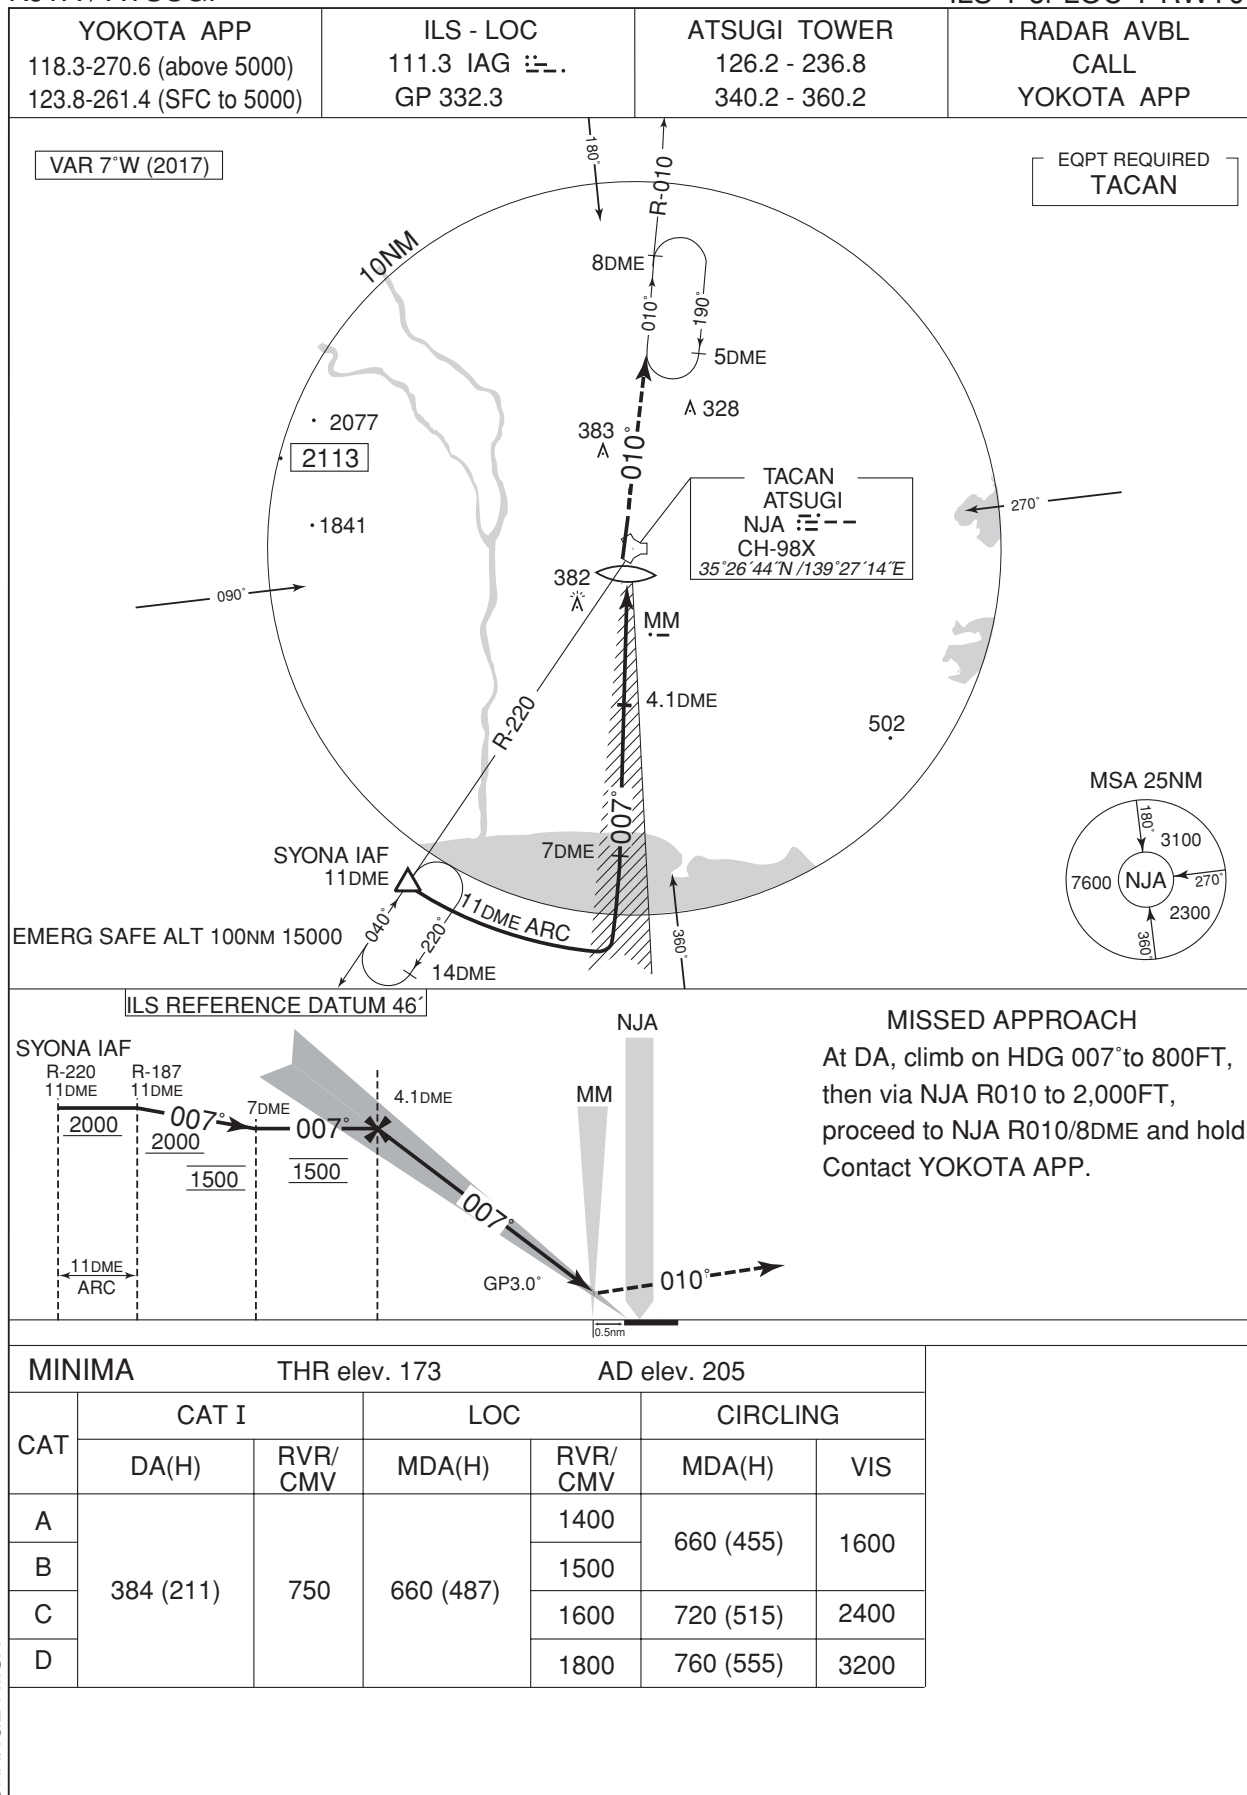 YOKOTA APP
118.3-270.6 (above 5000)
123.8-261.4 (SFC to 5000)
ILS - LOC
111.3 IAG
GP 332.3
ATSUGI TOWER
126.2 - 236.8
340.2 - 360.2
RADAR AVBL
CALL
YOKOTA APP
VAR 7°W (2017)
EQPT REQUIRED
TACAN
180°
R-010
10NM
8DME
010°
190°
5DME
328
383
2077
2113
1841
010°
TACAN
ATSUGI
NJA
CH-98X
35°26´44˝N /139°27´14˝E
270°
090°
382
MM
R-220
4.1DME
502
007°
7DME
SYONA IAF
11DME
11DME ARC
040°
220°
14DME
360°
EMERG SAFE ALT 100NM 15000
MSA 25NM
180°
3100
7600
NJA
270°
2300
360°
ILS REFERENCE DATUM 46´
SYONA IAF
R-220
11DME
R-187
11DME
2000
007°
2000
1500
7DME
007°
1500
4.1DME
007°
GP3.0°
MM
NJA
010°
11DME
ARC
0.5nm
MISSED APPROACH
At DA, climb on HDG 007°to 800FT,
then via NJA R010 to 2,000FT,
proceed to NJA R010/8DME and hold
Contact YOKOTA APP.
MINIMA THR elev. 173 AD elev. 205
CAT CAT I LOC CIRCLING
DA(H) RVR/CMV MDA(H) RVR/CMV MDA(H) VIS
A 384 (211) 750 660 (487) 1400 660 (455) 1600
B 1500
C 1600 720 (515) 2400
D 1800 760 (555) 3200